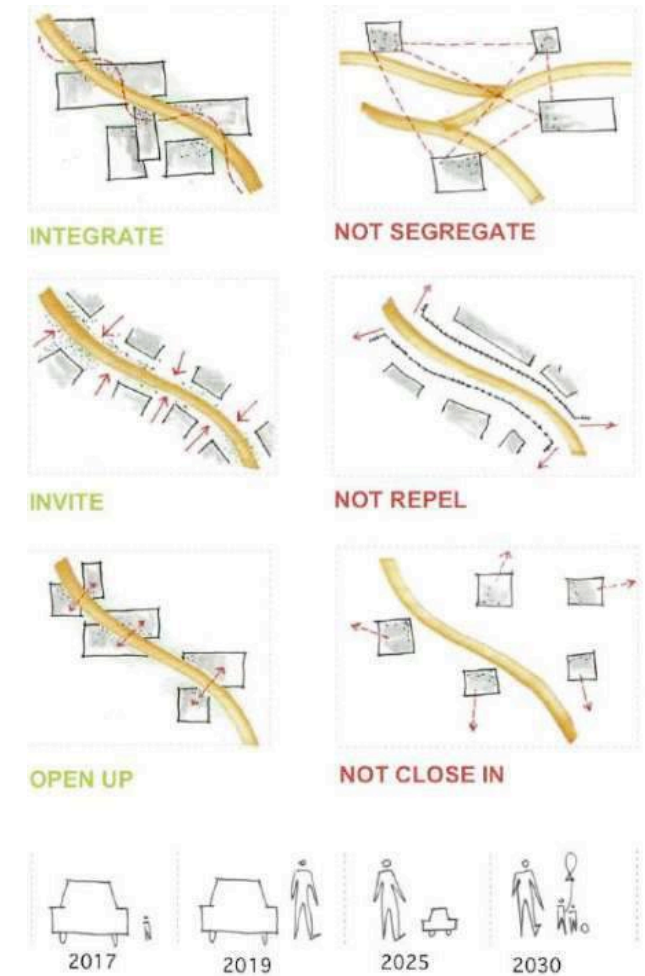 INTEGRATE
NOT SEGREGATE
INVITE
NOT REPEL
OPEN UP
NOT CLOSE IN
2017
2019
2025
2030